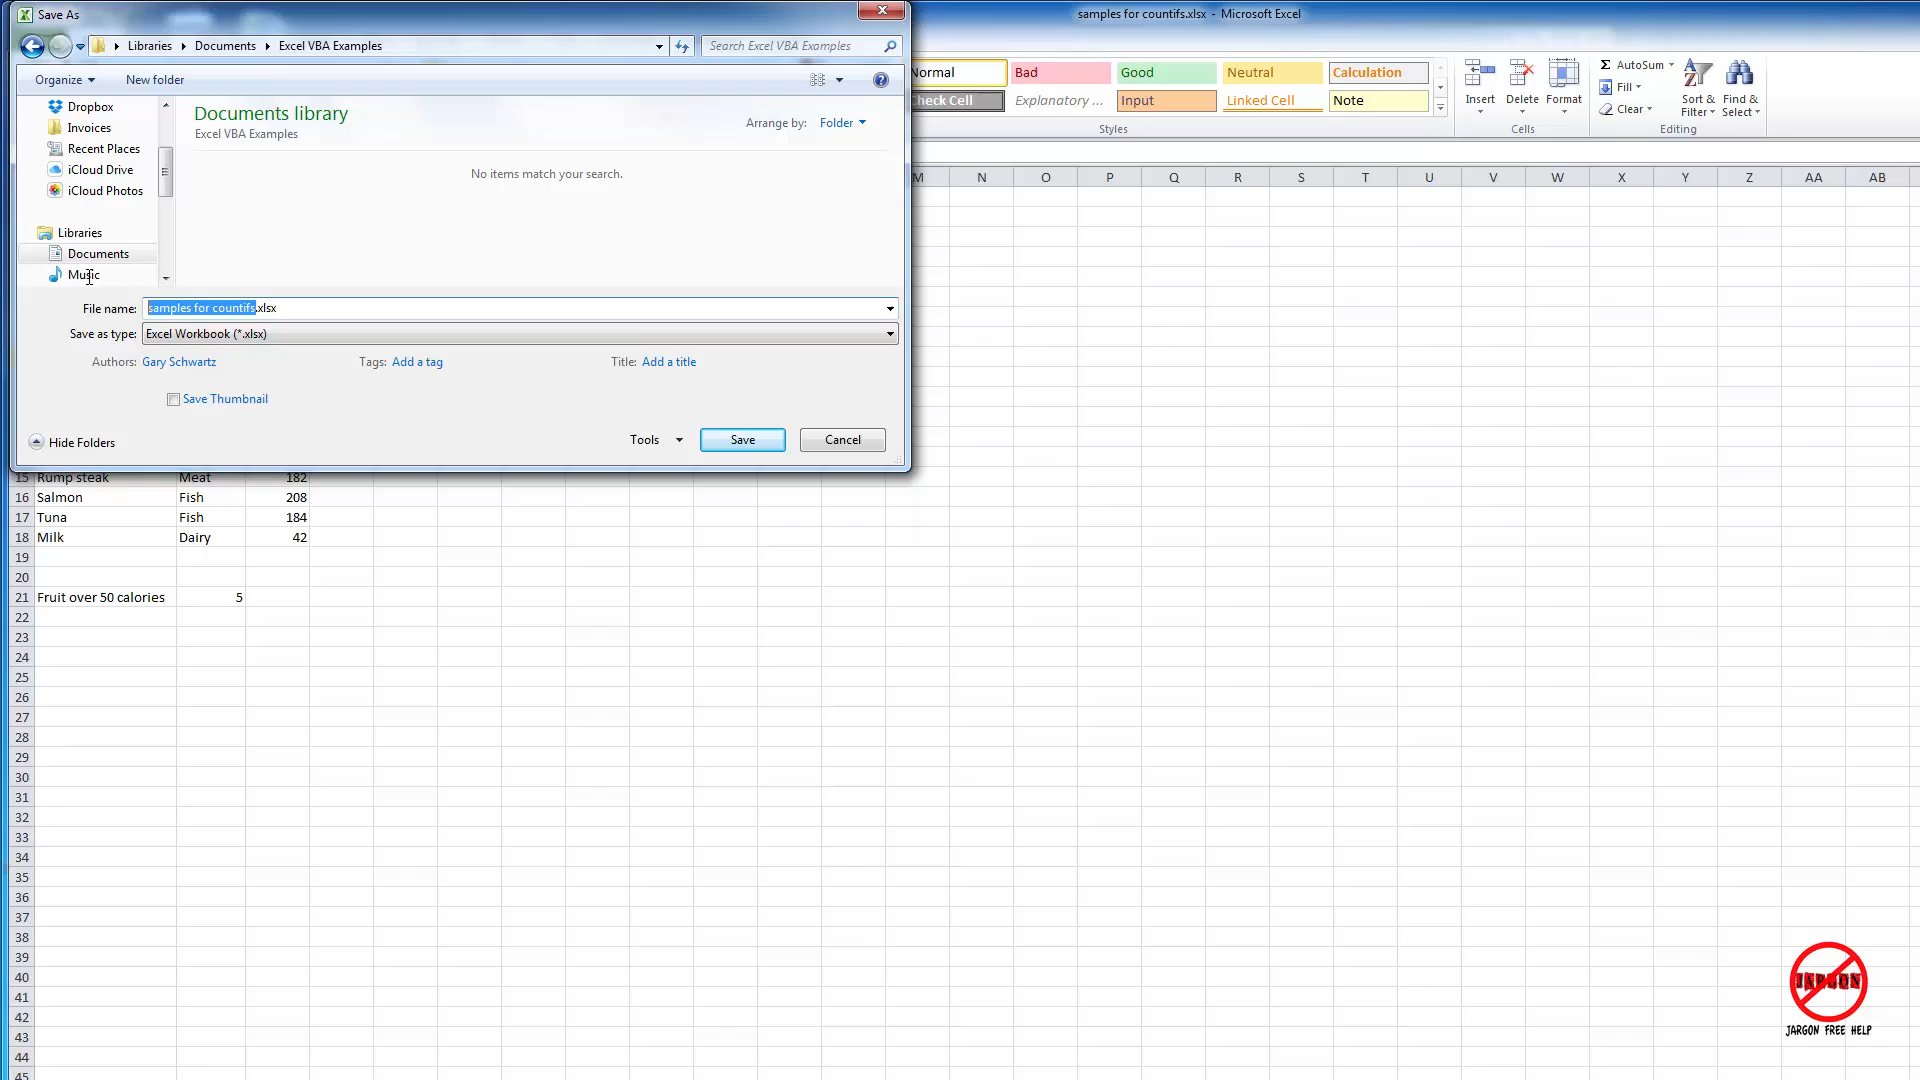 Save As
samples for countifs.xlsx - Microsoft Excel
Libraries Documents Excel VBA Examples
Search Excel VBA Examples
Organize New folder
Dropbox
Invoices
Recent Places
iCloud Drive
iCloud Photos
Libraries
Documents
Music
Documents library
Excel VBA Examples
Arrange by: Folder
No items match your search.
File name: samples for countifs.xlsx
Save as type: Excel Workbook (*.xlsx)
Authors: Gary Schwartz Tags: Add a tag Title: Add a title
Save Thumbnail
Hide Folders Tools Save Cancel
Normal Bad Good Neutral Calculation
Check Cell Explanatory ... Input Linked Cell Note
Styles
Insert Delete Format
Cells
Σ AutoSum
Fill
Clear
Sort & Filter
Find & Select
Editing
M N O P Q R S T U V W X Y Z AA AB
15 Rump steak Meat 182
16 Salmon Fish 208
17 Tuna Fish 184
18 Milk Dairy 42
19
20
21 Fruit over 50 calories 5
22
23
24
25
26
27
28
29
30
31
32
33
34
35
36
37
38
39
40
41
42
43
44
45
JARGON
JARGON FREE HELP